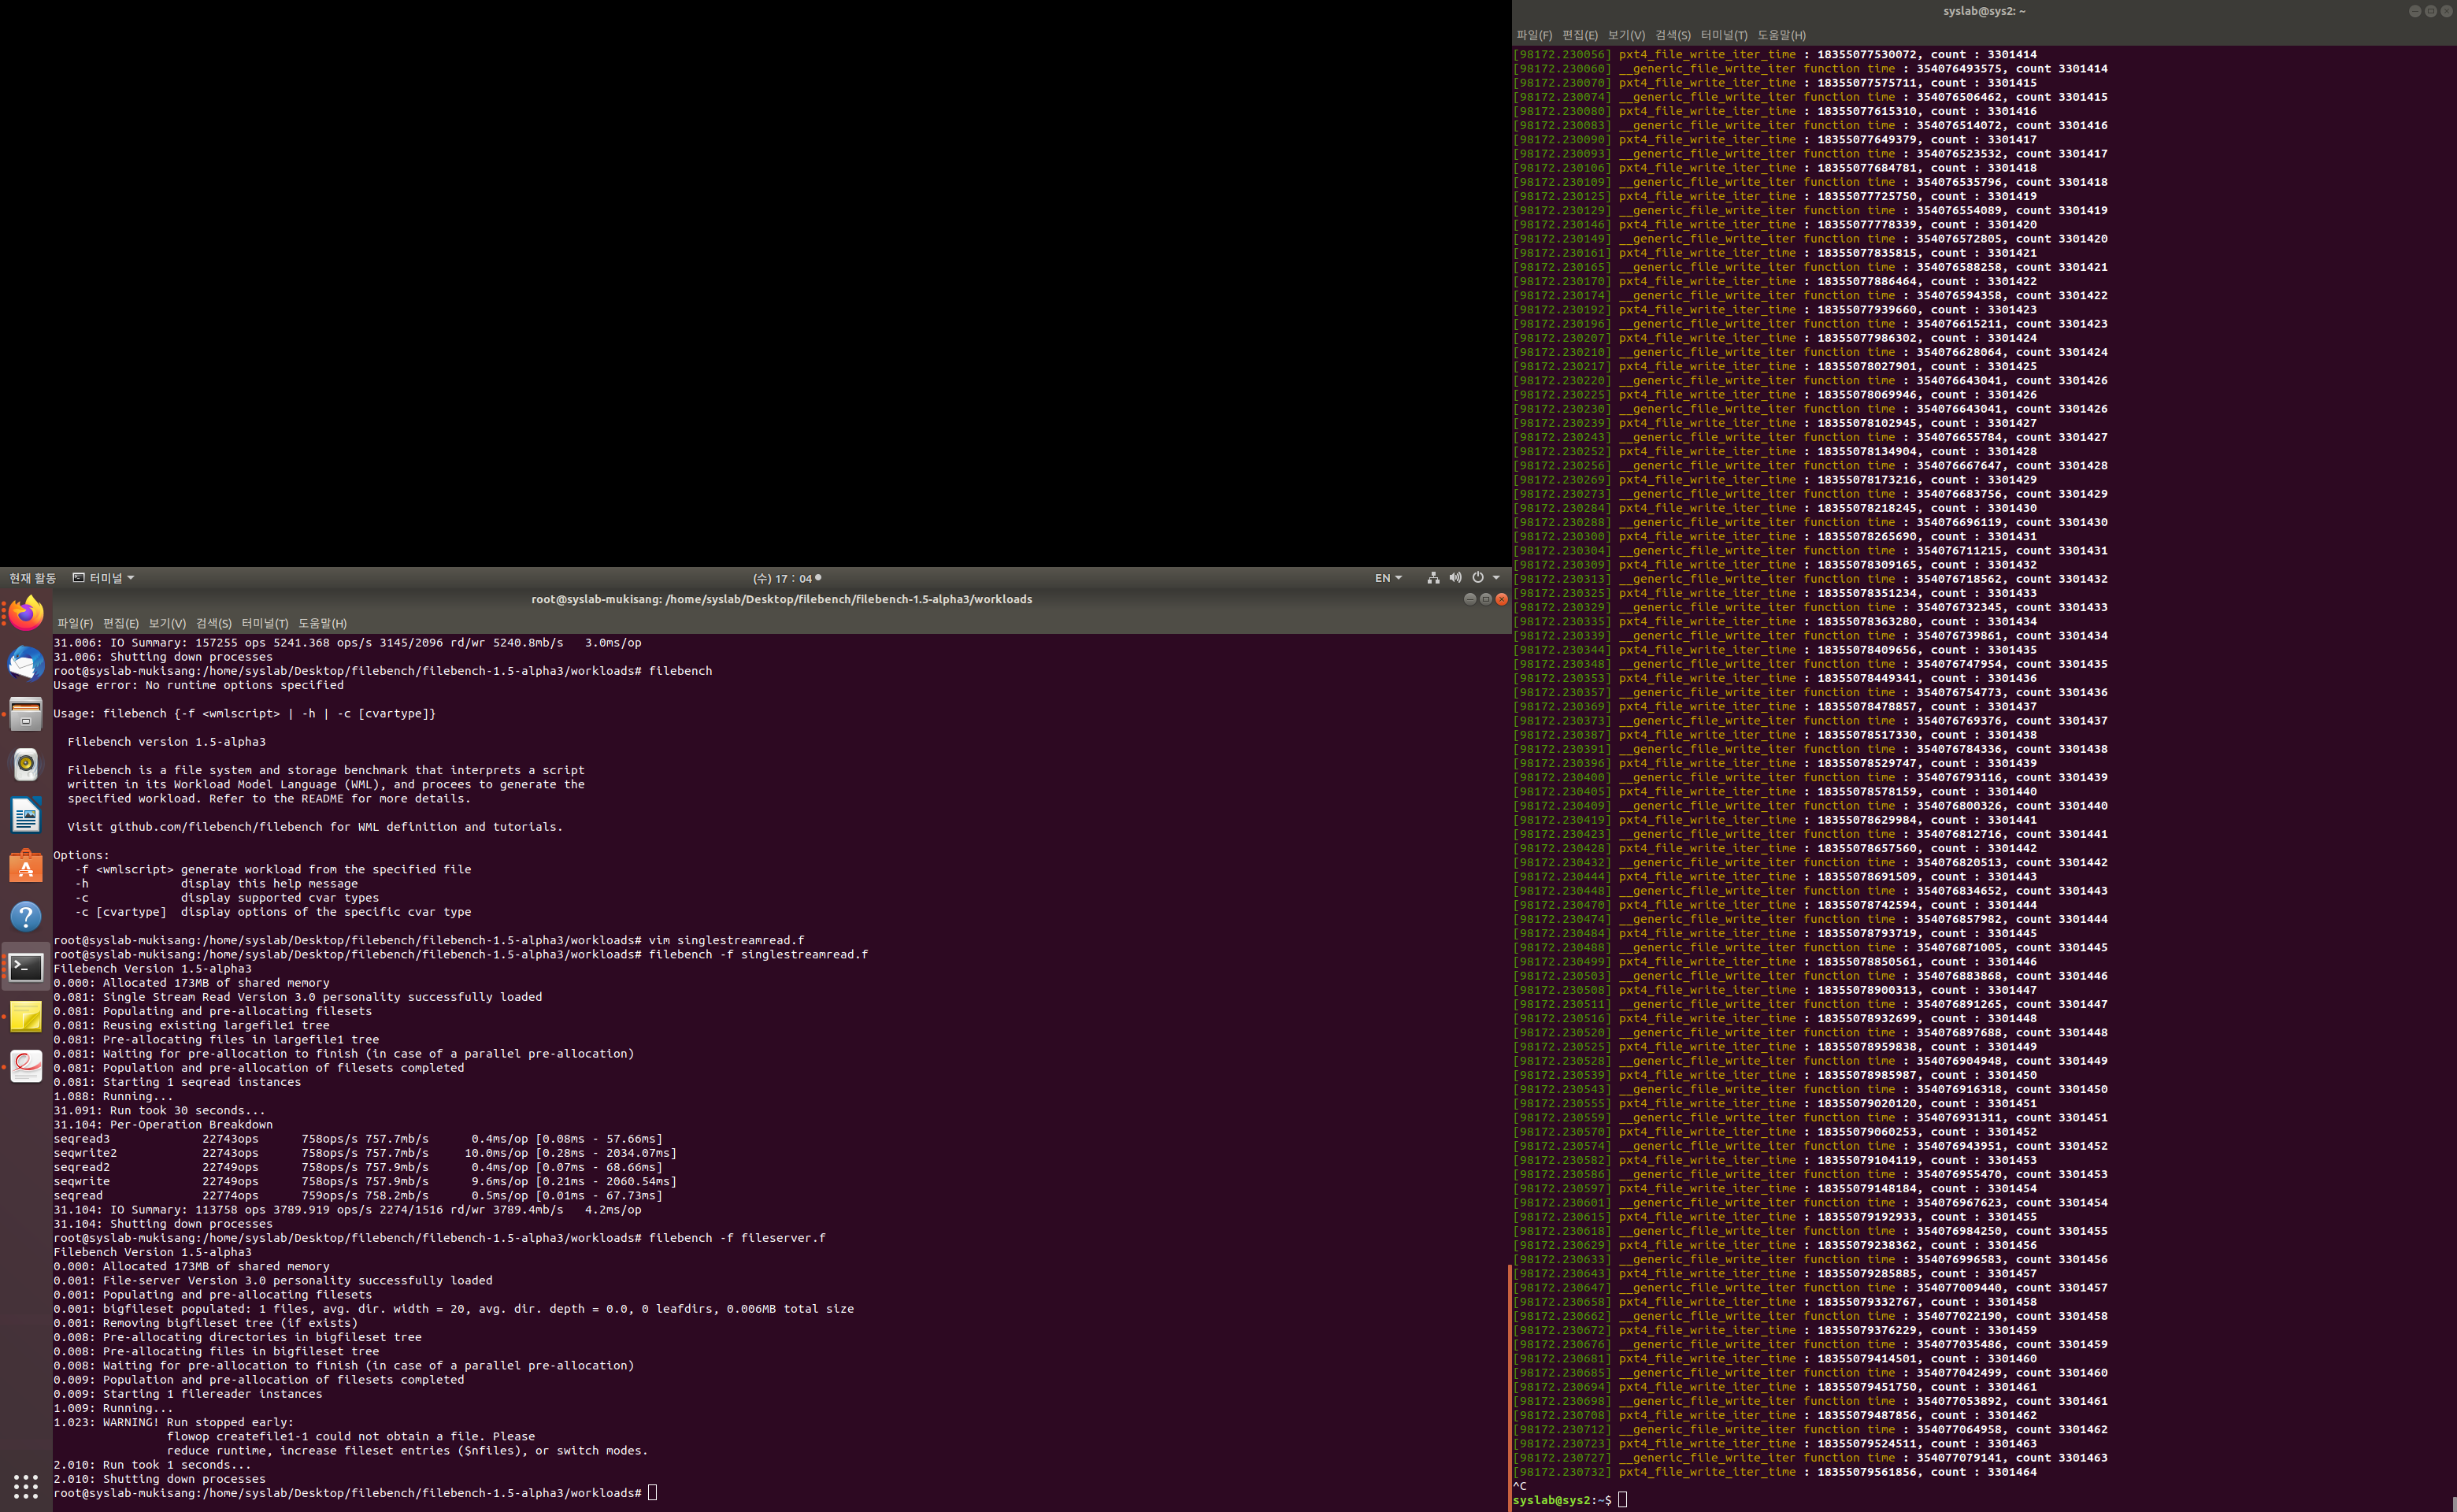 현재 활동 터미널 (수) 17 : 04 EN
root@syslab-mukisang: /home/syslab/Desktop/filebench/filebench-1.5-alpha3/workloads
파일(F) 편집(E) 보기(V) 검색(S) 터미널(T) 도움말(H)
31.006: IO Summary: 157255 ops 5241.368 ops/s 3145/2096 rd/wr 5240.8mb/s 3.0ms/op
31.006: Shutting down processes
root@syslab-mukisang:/home/syslab/Desktop/filebench/filebench-1.5-alpha3/workloads# filebench
Usage error: No runtime options specified
Usage: filebench {-f <wmlscript> | -h | -c [cvartype]}
Filebench version 1.5-alpha3
Filebench is a file system and storage benchmark that interprets a script
written in its Workload Model Language (WML), and procees to generate the
specified workload. Refer to the README for more details.
Visit github.com/filebench/filebench for WML definition and tutorials.
Options:
-f <wmlscript> generate workload from the specified file
-h display this help message
-c display supported cvar types
-c [cvartype] display options of the specific cvar type
root@syslab-mukisang:/home/syslab/Desktop/filebench/filebench-1.5-alpha3/workloads# vim singlestreamread.f
root@syslab-mukisang:/home/syslab/Desktop/filebench/filebench-1.5-alpha3/workloads# filebench -f singlestreamread.f
Filebench Version 1.5-alpha3
0.000: Allocated 173MB of shared memory
0.081: Single Stream Read Version 3.0 personality successfully loaded
0.081: Populating and pre-allocating filesets
0.081: Reusing existing largefile1 tree
0.081: Pre-allocating files in largefile1 tree
0.081: Waiting for pre-allocation to finish (in case of a parallel pre-allocation)
0.081: Population and pre-allocation of filesets completed
0.081: Starting 1 seqread instances
1.088: Running...
31.091: Run took 30 seconds...
31.104: Per-Operation Breakdown
seqread3 22743ops 758ops/s 757.7mb/s 0.4ms/op [0.08ms - 57.66ms]
seqwrite2 22743ops 758ops/s 757.7mb/s 10.0ms/op [0.28ms - 2034.07ms]
seqread2 22749ops 758ops/s 757.9mb/s 0.4ms/op [0.07ms - 68.66ms]
seqwrite 22749ops 758ops/s 757.9mb/s 9.6ms/op [0.21ms - 2060.54ms]
seqread 22774ops 759ops/s 758.2mb/s 0.5ms/op [0.01ms - 67.73ms]
31.104: IO Summary: 113758 ops 3789.919 ops/s 2274/1516 rd/wr 3789.4mb/s 4.2ms/op
31.104: Shutting down processes
root@syslab-mukisang:/home/syslab/Desktop/filebench/filebench-1.5-alpha3/workloads# filebench -f fileserver.f
Filebench Version 1.5-alpha3
0.000: Allocated 173MB of shared memory
0.001: File-server Version 3.0 personality successfully loaded
0.001: Populating and pre-allocating filesets
0.001: bigfileset populated: 1 files, avg. dir. width = 20, avg. dir. depth = 0.0, 0 leafdirs, 0.006MB total size
0.001: Removing bigfileset tree (if exists)
0.008: Pre-allocating directories in bigfileset tree
0.008: Pre-allocating files in bigfileset tree
0.008: Waiting for pre-allocation to finish (in case of a parallel pre-allocation)
0.009: Population and pre-allocation of filesets completed
0.009: Starting 1 filereader instances
1.009: Running...
1.023: WARNING! Run stopped early:
flowop createfile1-1 could not obtain a file. Please
reduce runtime, increase fileset entries ($nfiles), or switch modes.
2.010: Run took 1 seconds...
2.010: Shutting down processes
root@syslab-mukisang:/home/syslab/Desktop/filebench/filebench-1.5-alpha3/workloads#
syslab@sys2: ~
파일(F) 편집(E) 보기(V) 검색(S) 터미널(T) 도움말(H)
[98172.230056] pxt4_file_write_iter_time : 18355077530072, count : 3301414
[98172.230060] __generic_file_write_iter function time : 354076493575, count 3301414
[98172.230070] pxt4_file_write_iter_time : 18355077575711, count : 3301415
[98172.230074] __generic_file_write_iter function time : 354076506462, count 3301415
[98172.230080] pxt4_file_write_iter_time : 18355077615310, count : 3301416
[98172.230083] __generic_file_write_iter function time : 354076514072, count 3301416
[98172.230090] pxt4_file_write_iter_time : 18355077649379, count : 3301417
[98172.230093] __generic_file_write_iter function time : 354076523532, count 3301417
[98172.230106] pxt4_file_write_iter_time : 18355077684781, count : 3301418
[98172.230109] __generic_file_write_iter function time : 354076535796, count 3301418
[98172.230125] pxt4_file_write_iter_time : 18355077725750, count : 3301419
[98172.230129] __generic_file_write_iter function time : 354076554089, count 3301419
[98172.230146] pxt4_file_write_iter_time : 18355077778339, count : 3301420
[98172.230149] __generic_file_write_iter function time : 354076572805, count 3301420
[98172.230161] pxt4_file_write_iter_time : 18355077835815, count : 3301421
[98172.230165] __generic_file_write_iter function time : 354076588258, count 3301421
[98172.230170] pxt4_file_write_iter_time : 18355077886464, count : 3301422
[98172.230174] __generic_file_write_iter function time : 354076594358, count 3301422
[98172.230192] pxt4_file_write_iter_time : 18355077939660, count : 3301423
[98172.230196] __generic_file_write_iter function time : 354076615211, count 3301423
[98172.230207] pxt4_file_write_iter_time : 18355077986302, count : 3301424
[98172.230210] __generic_file_write_iter function time : 354076628064, count 3301424
[98172.230217] pxt4_file_write_iter_time : 18355078027901, count : 3301425
[98172.230220] __generic_file_write_iter function time : 354076643041, count 3301426
[98172.230225] pxt4_file_write_iter_time : 18355078069946, count : 3301426
[98172.230230] __generic_file_write_iter function time : 354076643041, count 3301426
[98172.230239] pxt4_file_write_iter_time : 18355078102945, count : 3301427
[98172.230243] __generic_file_write_iter function time : 354076655784, count 3301427
[98172.230252] pxt4_file_write_iter_time : 18355078134904, count : 3301428
[98172.230256] __generic_file_write_iter function time : 354076667647, count 3301428
[98172.230269] pxt4_file_write_iter_time : 18355078173216, count : 3301429
[98172.230273] __generic_file_write_iter function time : 354076683756, count 3301429
[98172.230284] pxt4_file_write_iter_time : 18355078218245, count : 3301430
[98172.230288] __generic_file_write_iter function time : 354076696119, count 3301430
[98172.230300] pxt4_file_write_iter_time : 18355078265690, count : 3301431
[98172.230304] __generic_file_write_iter function time : 354076711215, count 3301431
[98172.230309] pxt4_file_write_iter_time : 18355078309165, count : 3301432
[98172.230313] __generic_file_write_iter function time : 354076718562, count 3301432
[98172.230325] pxt4_file_write_iter_time : 18355078351234, count : 3301433
[98172.230329] __generic_file_write_iter function time : 354076732345, count 3301433
[98172.230335] pxt4_file_write_iter_time : 18355078363280, count : 3301434
[98172.230339] __generic_file_write_iter function time : 354076739861, count 3301434
[98172.230344] pxt4_file_write_iter_time : 18355078409656, count : 3301435
[98172.230348] __generic_file_write_iter function time : 354076747954, count 3301435
[98172.230353] pxt4_file_write_iter_time : 18355078449341, count : 3301436
[98172.230357] __generic_file_write_iter function time : 354076754773, count 3301436
[98172.230369] pxt4_file_write_iter_time : 18355078478857, count : 3301437
[98172.230373] __generic_file_write_iter function time : 354076769376, count 3301437
[98172.230387] pxt4_file_write_iter_time : 18355078517330, count : 3301438
[98172.230391] __generic_file_write_iter function time : 354076784336, count 3301438
[98172.230396] pxt4_file_write_iter_time : 18355078529747, count : 3301439
[98172.230400] __generic_file_write_iter function time : 354076793116, count 3301439
[98172.230405] pxt4_file_write_iter_time : 18355078578159, count : 3301440
[98172.230409] __generic_file_write_iter function time : 354076800326, count 3301440
[98172.230419] pxt4_file_write_iter_time : 18355078629984, count : 3301441
[98172.230423] __generic_file_write_iter function time : 354076812716, count 3301441
[98172.230428] pxt4_file_write_iter_time : 18355078657560, count : 3301442
[98172.230432] __generic_file_write_iter function time : 354076820513, count 3301442
[98172.230444] pxt4_file_write_iter_time : 18355078691509, count : 3301443
[98172.230448] __generic_file_write_iter function time : 354076834652, count 3301443
[98172.230470] pxt4_file_write_iter_time : 18355078742594, count : 3301444
[98172.230474] __generic_file_write_iter function time : 354076857982, count 3301444
[98172.230484] pxt4_file_write_iter_time : 18355078793719, count : 3301445
[98172.230488] __generic_file_write_iter function time : 354076871005, count 3301445
[98172.230499] pxt4_file_write_iter_time : 18355078850561, count : 3301446
[98172.230503] __generic_file_write_iter function time : 354076883868, count 3301446
[98172.230508] pxt4_file_write_iter_time : 18355078900313, count : 3301447
[98172.230511] __generic_file_write_iter function time : 354076891265, count 3301447
[98172.230516] pxt4_file_write_iter_time : 18355078932699, count : 3301448
[98172.230520] __generic_file_write_iter function time : 354076897688, count 3301448
[98172.230525] pxt4_file_write_iter_time : 18355078959838, count : 3301449
[98172.230528] __generic_file_write_iter function time : 354076904948, count 3301449
[98172.230539] pxt4_file_write_iter_time : 18355078985987, count : 3301450
[98172.230543] __generic_file_write_iter function time : 354076916318, count 3301450
[98172.230555] pxt4_file_write_iter_time : 18355079020120, count : 3301451
[98172.230559] __generic_file_write_iter function time : 354076931311, count 3301451
[98172.230570] pxt4_file_write_iter_time : 18355079060253, count : 3301452
[98172.230574] __generic_file_write_iter function time : 354076943951, count 3301452
[98172.230582] pxt4_file_write_iter_time : 18355079104119, count : 3301453
[98172.230586] __generic_file_write_iter function time : 354076955470, count 3301453
[98172.230597] pxt4_file_write_iter_time : 18355079148184, count : 3301454
[98172.230601] __generic_file_write_iter function time : 354076967623, count 3301454
[98172.230615] pxt4_file_write_iter_time : 18355079192933, count : 3301455
[98172.230618] __generic_file_write_iter function time : 354076984250, count 3301455
[98172.230629] pxt4_file_write_iter_time : 18355079238362, count : 3301456
[98172.230633] __generic_file_write_iter function time : 354076996583, count 3301456
[98172.230643] pxt4_file_write_iter_time : 18355079285885, count : 3301457
[98172.230647] __generic_file_write_iter function time : 354077009440, count 3301457
[98172.230658] pxt4_file_write_iter_time : 18355079332767, count : 3301458
[98172.230662] __generic_file_write_iter function time : 354077022190, count 3301458
[98172.230672] pxt4_file_write_iter_time : 18355079376229, count : 3301459
[98172.230676] __generic_file_write_iter function time : 354077035486, count 3301459
[98172.230681] pxt4_file_write_iter_time : 18355079414501, count : 3301460
[98172.230685] __generic_file_write_iter function time : 354077042499, count 3301460
[98172.230694] pxt4_file_write_iter_time : 18355079451750, count : 3301461
[98172.230698] __generic_file_write_iter function time : 354077053892, count 3301461
[98172.230708] pxt4_file_write_iter_time : 18355079487856, count : 3301462
[98172.230712] __generic_file_write_iter function time : 354077064958, count 3301462
[98172.230723] pxt4_file_write_iter_time : 18355079524511, count : 3301463
[98172.230727] __generic_file_write_iter function time : 354077079141, count 3301463
[98172.230732] pxt4_file_write_iter_time : 18355079561856, count : 3301464
^C
syslab@sys2:~$